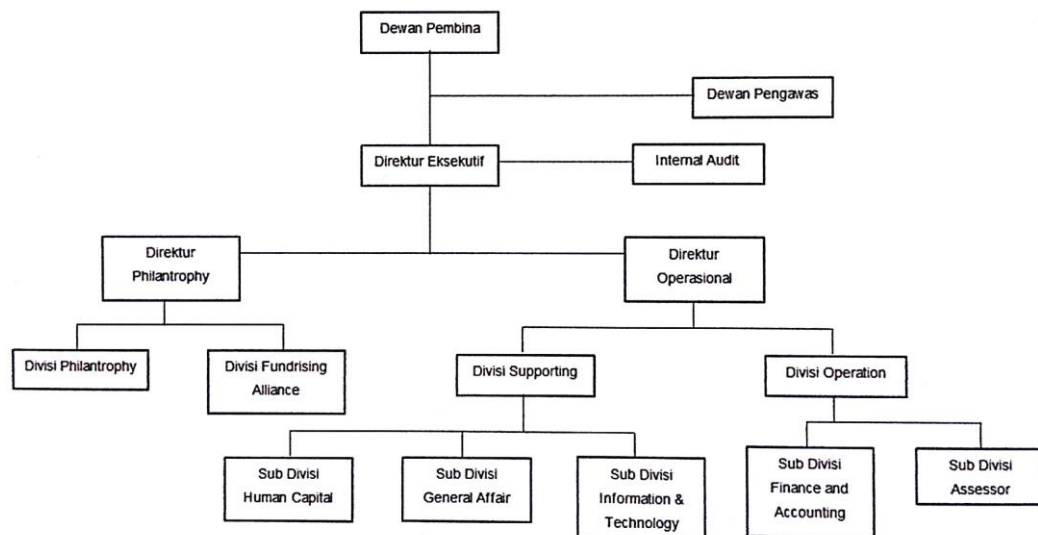 Dewan Pembina
Dewan Pengawas
Direktur Eksekutif
Internal Audit
Direktur
Philantrophy
Direktur
Operasional
Divisi Philantrophy
Divisi Fundrising
Alliance
Divisi Supporting
Divisi Operation
Sub Divisi
Human Capital
Sub Divisi
General Affair
Sub Divisi
Information &
Technology
Sub Divisi
Finance and
Accounting
Sub Divisi
Assessor